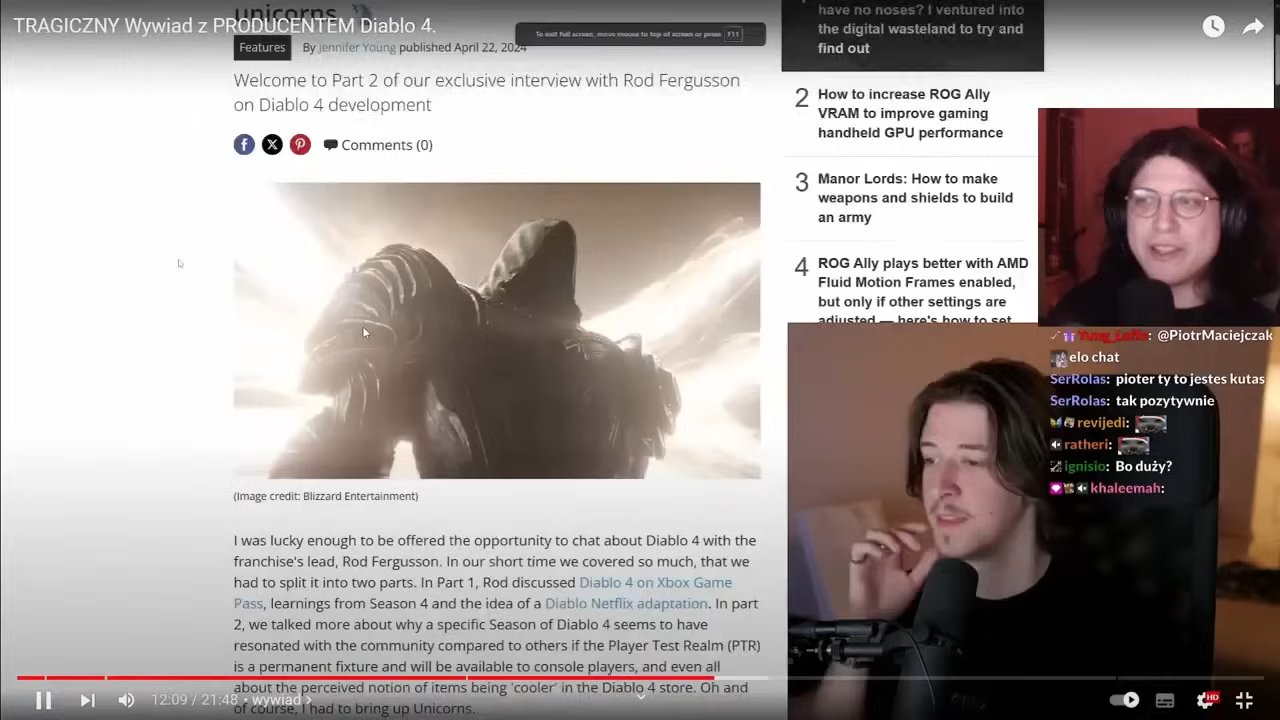 unicorns
TRAGICZNY Wywiad z PRODUCENTEM Diablo 4.
To exit full screen, move mouse to top of screen or press F11
Features
By Jennifer Young published April 22, 2024
Welcome to Part 2 of our exclusive interview with Rod Fergusson
on Diablo 4 development
Comments (0)
(Image credit: Blizzard Entertainment)
I was lucky enough to be offered the opportunity to chat about Diablo 4 with the
franchise's lead, Rod Fergusson. In our short time we covered so much, that we
had to split it into two parts. In Part 1, Rod discussed Diablo 4 on Xbox Game
Pass, learnings from Season 4 and the idea of a Diablo Netflix adaptation. In part
2, we talked more about why a specific Season of Diablo 4 seems to have
resonated with the community compared to others if the Player Test Realm (PTR)
is a permanent fixture and will be available to console players, and even all
about the perceived notion of items being 'cooler' in the Diablo 4 store. Oh and
of course, I had to bring up Unicorns.
have no noses? I ventured into
the digital wasteland to try and
find out
2
How to increase ROG Ally
VRAM to improve gaming
handheld GPU performance
3
Manor Lords: How to make
weapons and shields to build
an army
4
ROG Ally plays better with AMD
Fluid Motion Frames enabled,
but only if other settings are
adjusted — here's how to set
: @PiotrMaciejczak
elo chat
SerRolas: pioter ty to jestes kutas
SerRolas: tak pozytywnie
revijedi:
ratheri:
ignisio: Bo duży?
khaleemah:
12:09 / 21:48 • wywiad
HD